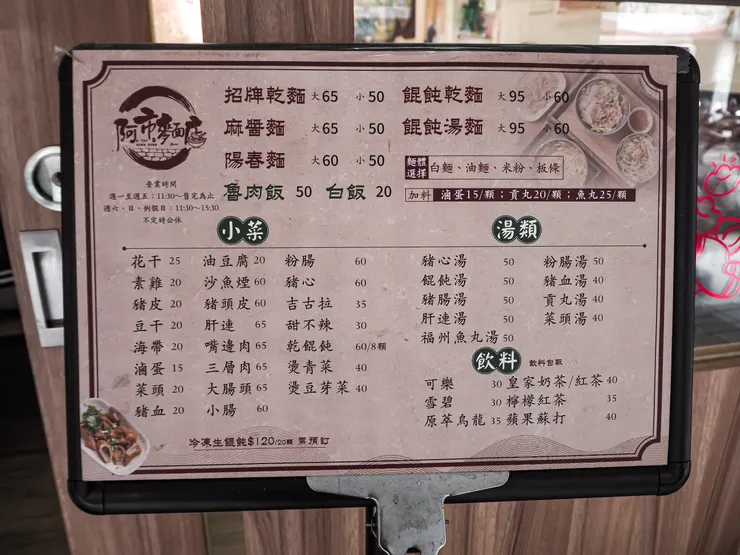 阿市麵店
營業時間
週一至週五：11:30～售完為止
週六、日、例假日：11:30～15:30
不定時公休
招牌乾麵 大65 小50
麻醬麵 大65 小50
陽春麵 大60 小50
魯肉飯 50 白飯 20
餛飩乾麵 大95 小60
餛飩湯麵 大95 小60
麵體選擇 白麵、油麵、米粉、板條
加料 滷蛋15/顆；貢丸20/顆；魚丸25/顆
小菜
花干 25 油豆腐 20 粉腸 60
素雞 20 沙魚煙 60 豬心 60
豬皮 20 豬頭皮 60 吉古拉 35
豆干 20 肝連 65 甜不辣 30
海帶 20 嘴邊肉 65 乾餛飩 60/8顆
滷蛋 15 三層肉 65 燙青菜 40
菜頭 20 大腸頭 65 燙豆芽菜 40
豬血 20 小腸 60
冷凍生餛飩$120/20顆 需預訂
湯類
豬心湯 50 粉腸湯 50
餛飩湯 50 豬血湯 40
豬腸湯 50 貢丸湯 40
肝連湯 50 菜頭湯 40
福州魚丸湯 50
飲料 飲料自取
可樂 30 皇家奶茶/紅茶 40
雪碧 30 檸檬紅茶 35
原萃烏龍 35 蘋果蘇打 40